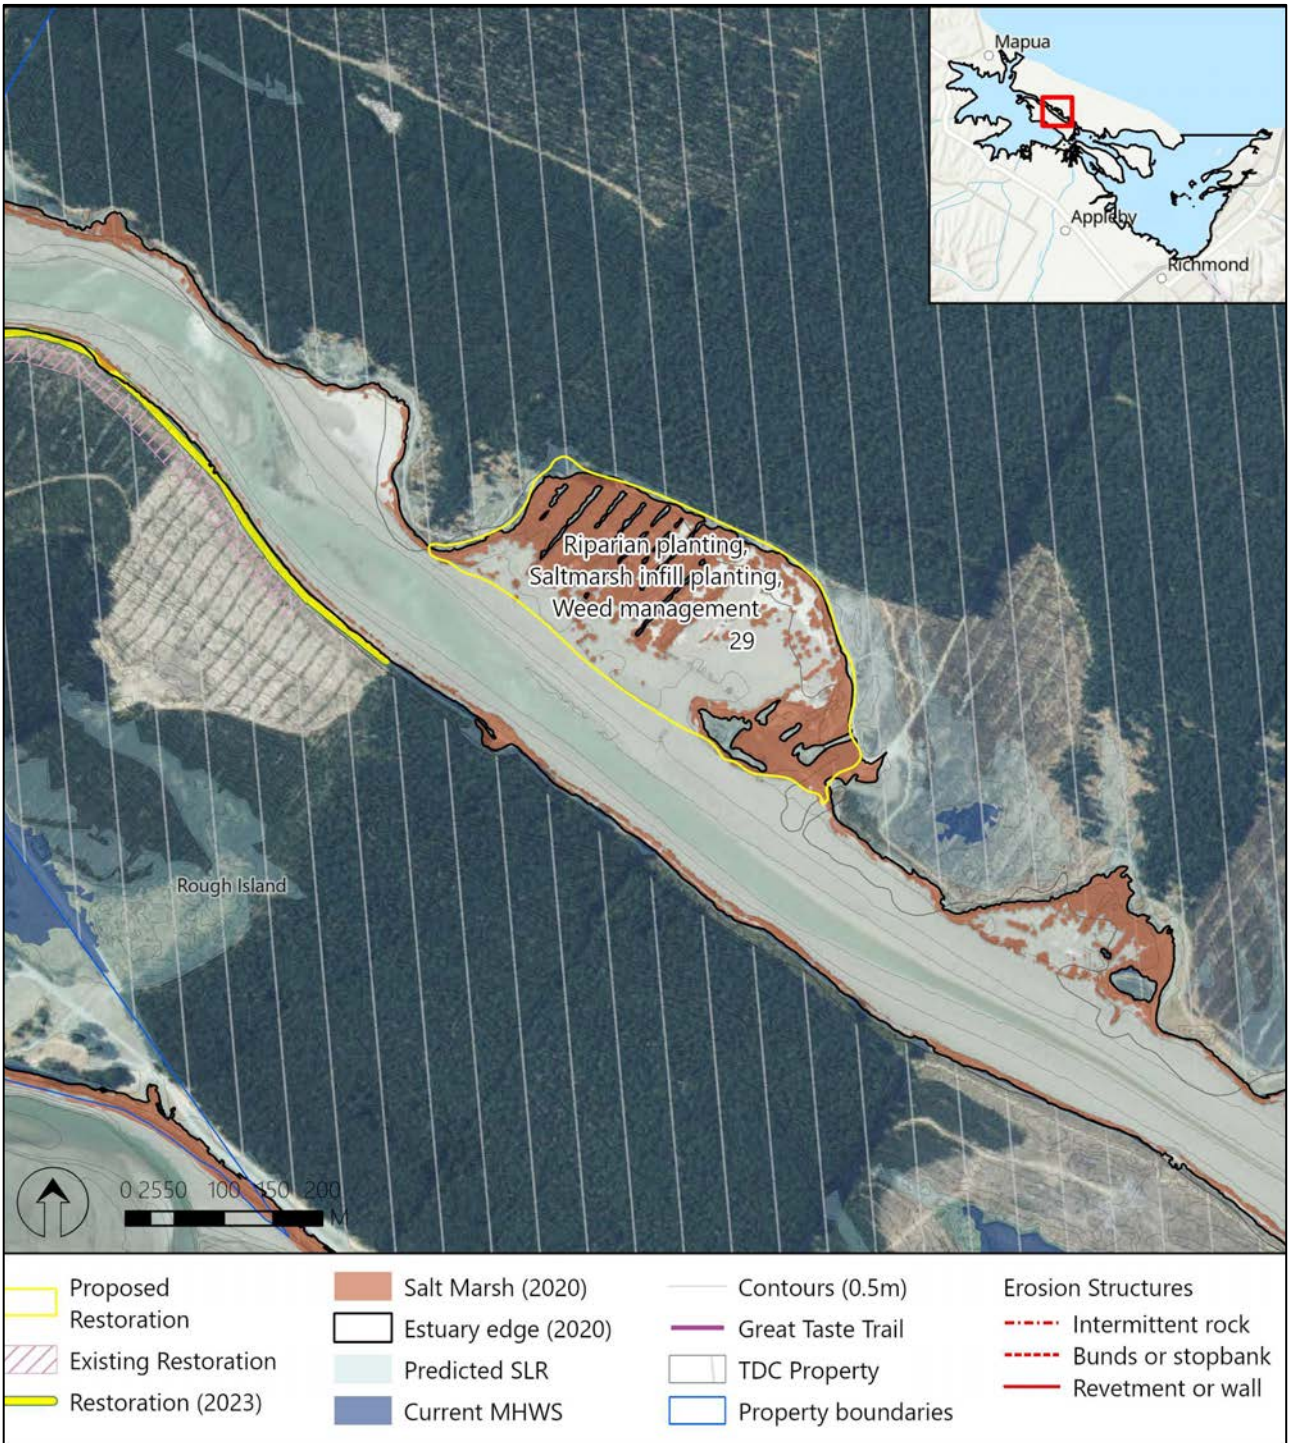 Mapua
Appleby
Richmond
Riparian planting,
Saltmarsh infill planting,
Weed management
29
Rough Island
0 2550 100 150 200
M
Proposed
Restoration
Existing Restoration
Restoration (2023)
Salt Marsh (2020)
Estuary edge (2020)
Predicted SLR
Current MHWS
Contours (0.5m)
Great Taste Trail
TDC Property
Property boundaries
Erosion Structures
Intermittent rock
Bunds or stopbank
Revetment or wall